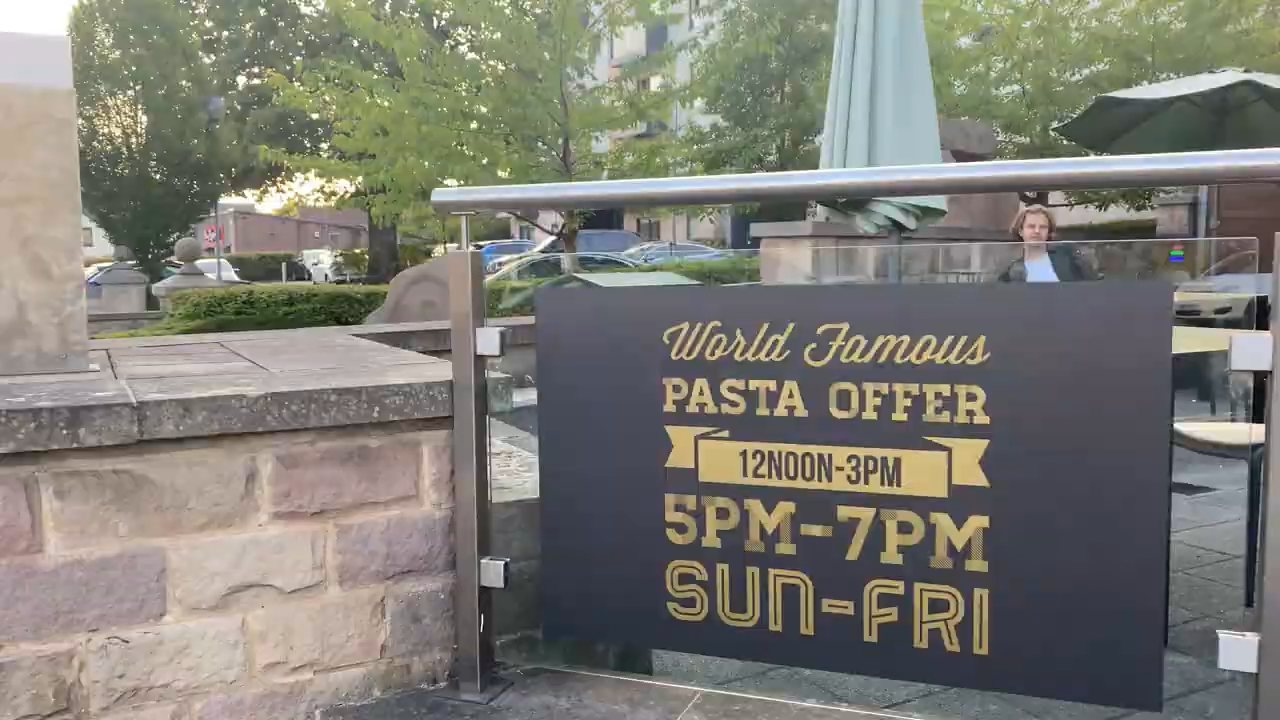 World Famous
PASTA OFFER
12NOON-3PM
5PM-7PM
SUN-FRI